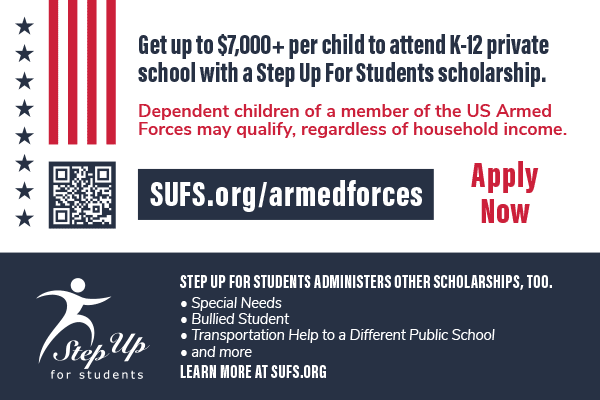 Get up to $7,000+ per child to attend K-12 private
school with a Step Up For Students scholarship.
Dependent children of a member of the US Armed
Forces may qualify, regardless of household income.
SUFS.org/armedforces
Apply
Now
STEP UP FOR STUDENTS ADMINISTERS OTHER SCHOLARSHIPS, TOO.
• Special Needs
• Bullied Student
• Transportation Help to a Different Public School
• and more
LEARN MORE AT SUFS.ORG
Step Up
for students